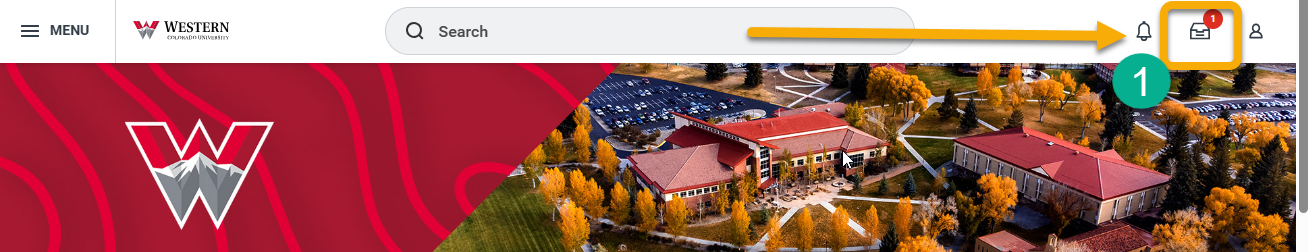 MENU
WESTERN
COLORADO UNIVERSITY
Search
1
1
W